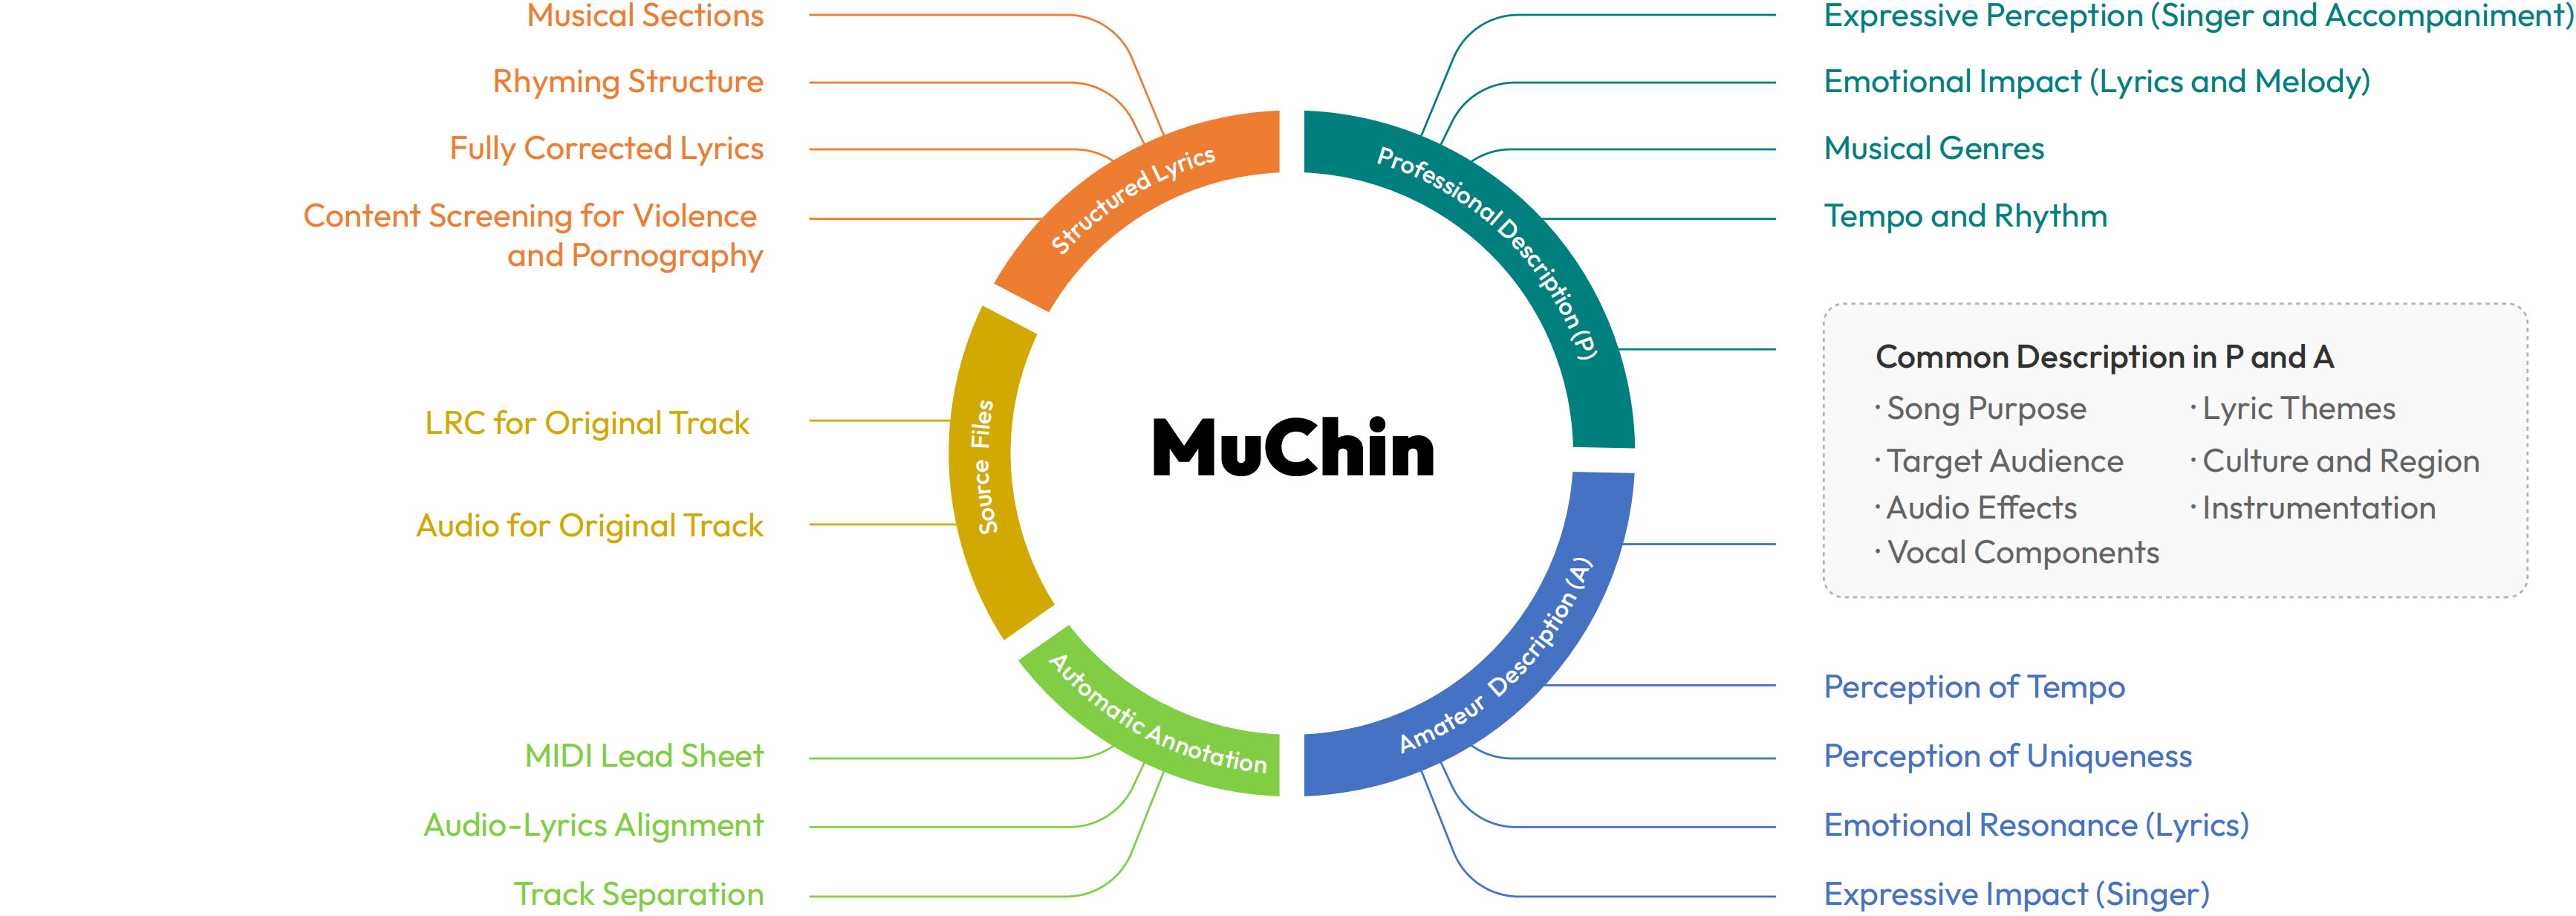 Musical Sections
Rhyming Structure
Fully Corrected Lyrics
Content Screening for Violence
and Pornography
LRC for Original Track
Audio for Original Track
MIDI Lead Sheet
Audio-Lyrics Alignment
Track Separation
Structured Lyrics
Source Files
Automatic Annotation
MuChin
Professional Description (P)
Amateur Description (A)
Expressive Perception (Singer and Accompaniment)
Emotional Impact (Lyrics and Melody)
Musical Genres
Tempo and Rhythm
Common Description in P and A
· Song Purpose · Lyric Themes
· Target Audience · Culture and Region
· Audio Effects · Instrumentation
· Vocal Components
Perception of Tempo
Perception of Uniqueness
Emotional Resonance (Lyrics)
Expressive Impact (Singer)